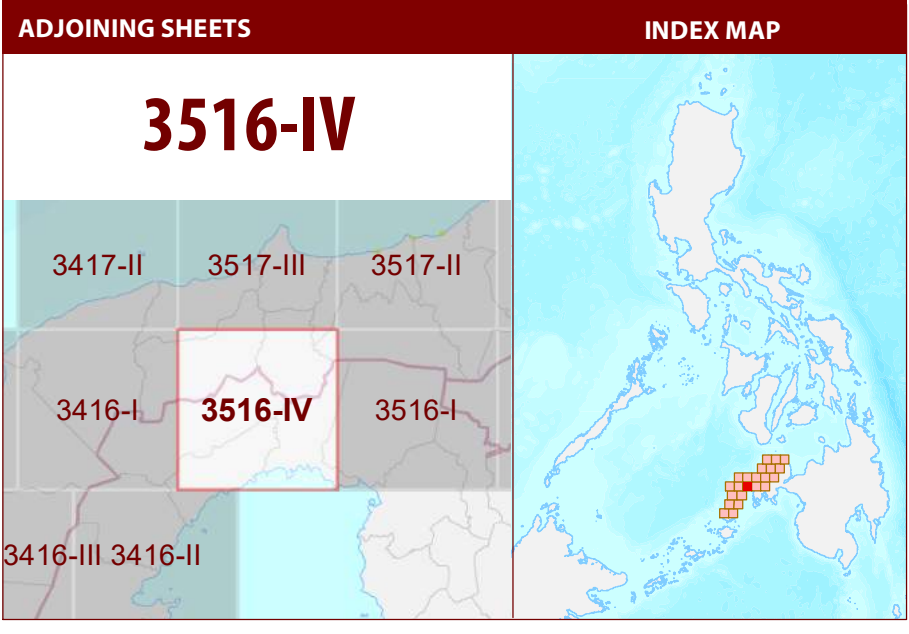 ADJOINING SHEETS
INDEX MAP
3516-IV
3417-II 3517-III 3517-II
3416-I 3516-IV 3516-I
3416-III 3416-II